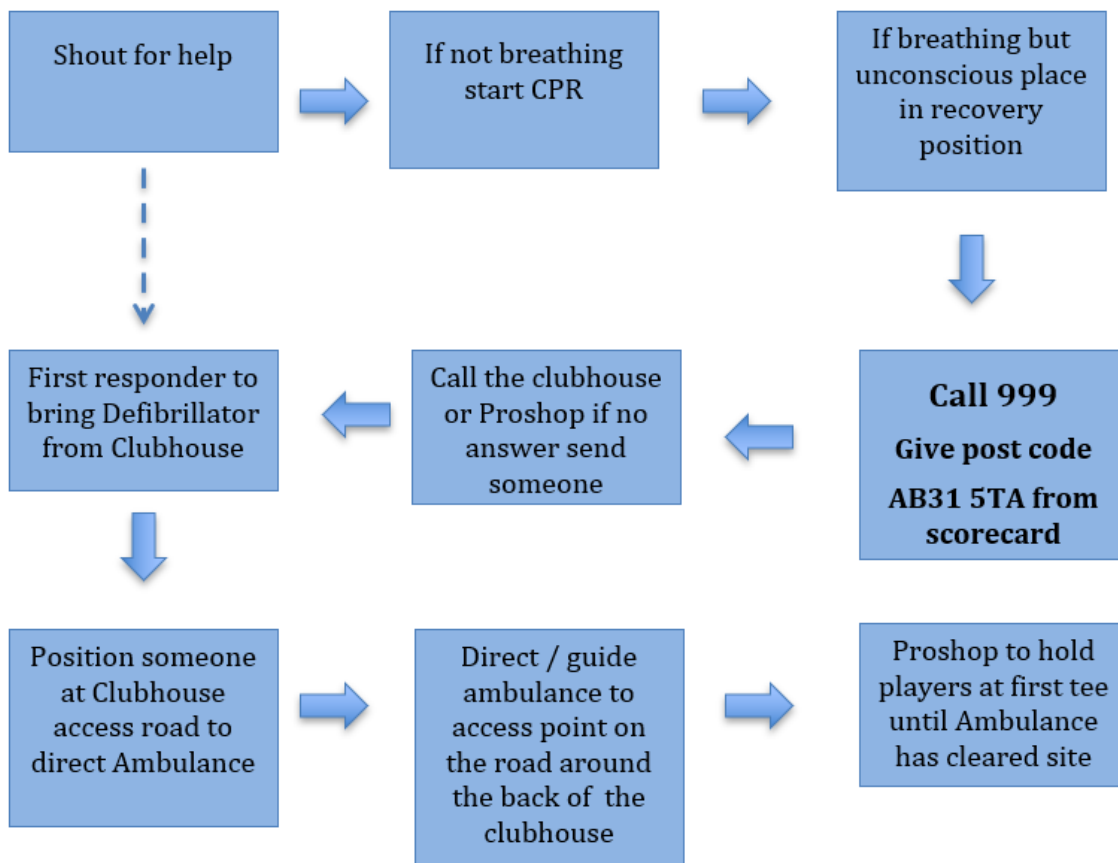 Shout for help
If not breathing
start CPR
If breathing but
unconscious place
in recovery
position
Call 999
Give post code
AB31 5TA from
scorecard
Call the clubhouse
or Proshop if no
answer send
someone
First responder to
bring Defibrillator
from Clubhouse
Position someone
at Clubhouse
access road to
direct Ambulance
Direct / guide
ambulance to
access point on
the road around
the back of the
clubhouse
Proshop to hold
players at first tee
until Ambulance
has cleared site